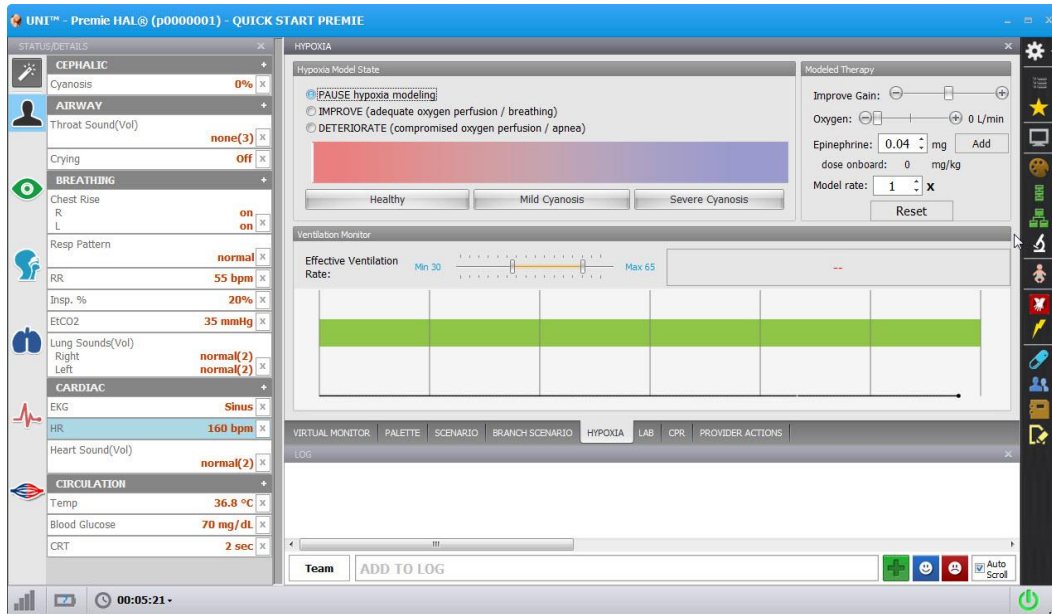 UNI™ - Premie HAL® (p0000001) - QUICK START PREMIE
STATUS/DETAILS
CEPHALIC
Cyanosis 0%
AIRWAY
Throat Sound(Vol)
none(3)
Crying Off
BREATHING
Chest Rise
R on
L on
Resp Pattern
normal
RR 55 bpm
Insp. % 20%
EtCO2 35 mmHg
Lung Sounds(Vol)
Right normal(2)
Left normal(2)
CARDIAC
EKG Sinus
HR 160 bpm
Heart Sound(Vol)
normal(2)
CIRCULATION
Temp 36.8 °C
Blood Glucose 70 mg/dL
CRT 2 sec
HYPOXIA
Hypoxia Model State
PAUSE hypoxia modeling
IMPROVE (adequate oxygen perfusion / breathing)
DETERIORATE (compromised oxygen perfusion / apnea)
Healthy Mild Cyanosis Severe Cyanosis
Modeled Therapy
Improve Gain:
Oxygen: 0 L/min
Epinephrine: 0.04 mg Add
dose onboard: 0 mg/kg
Model rate: 1 x
Reset
Ventilation Monitor
Effective Ventilation
Rate:
Min 30 Max 65
--
VIRTUAL MONITOR PALETTE SCENARIO BRANCH SCENARIO HYPOXIA LAB CPR PROVIDER ACTIONS
LOG
Team ADD TO LOG
Auto
Scroll
00:05:21